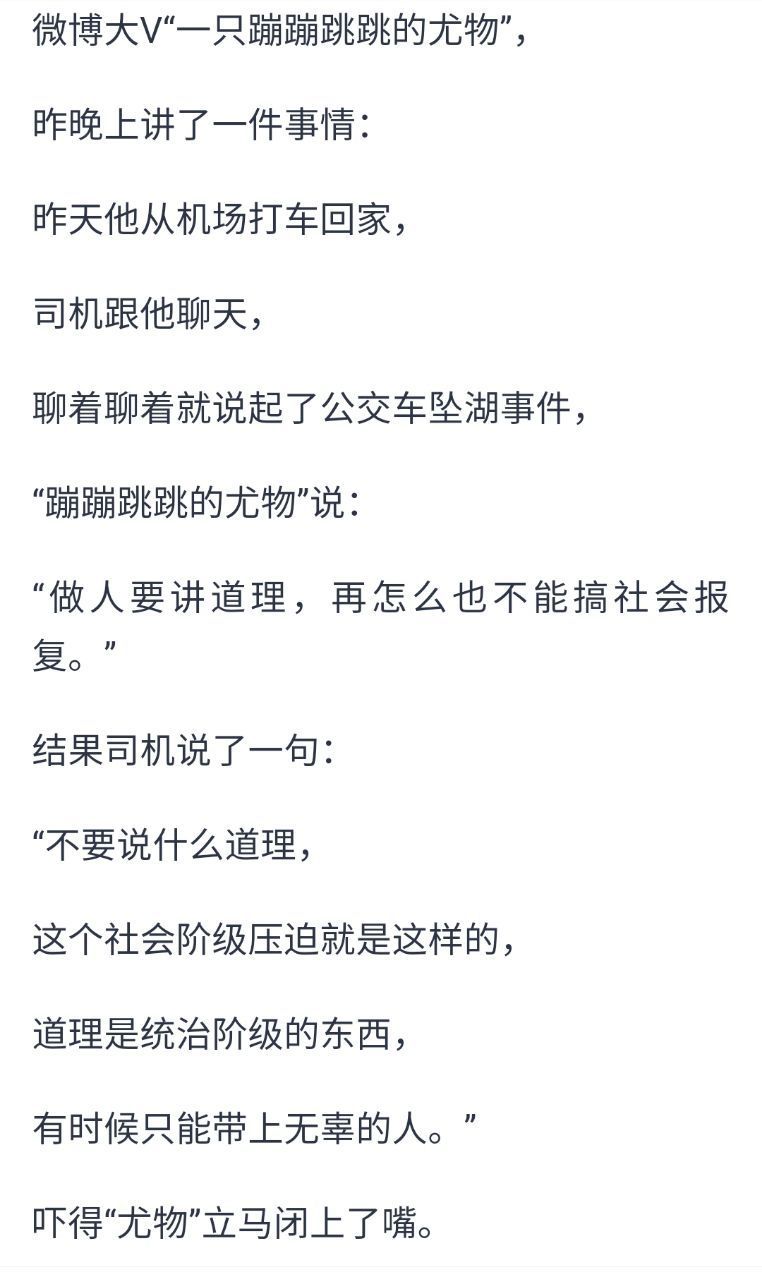 微博大V“一只蹦蹦跳跳的尤物”，
昨晚上讲了一件事情：
昨天他从机场打车回家，
司机跟他聊天，
聊着聊着就说起了公交车坠湖事件，
“蹦蹦跳跳的尤物”说：
“做人要讲道理，再怎么也不能搞社会报
复。”
结果司机说了一句：
“不要说什么道理，
这个社会阶级压迫就是这样的，
道理是统治阶级的东西，
有时候只能带上无辜的人。”
吓得“尤物”立马闭上了嘴。